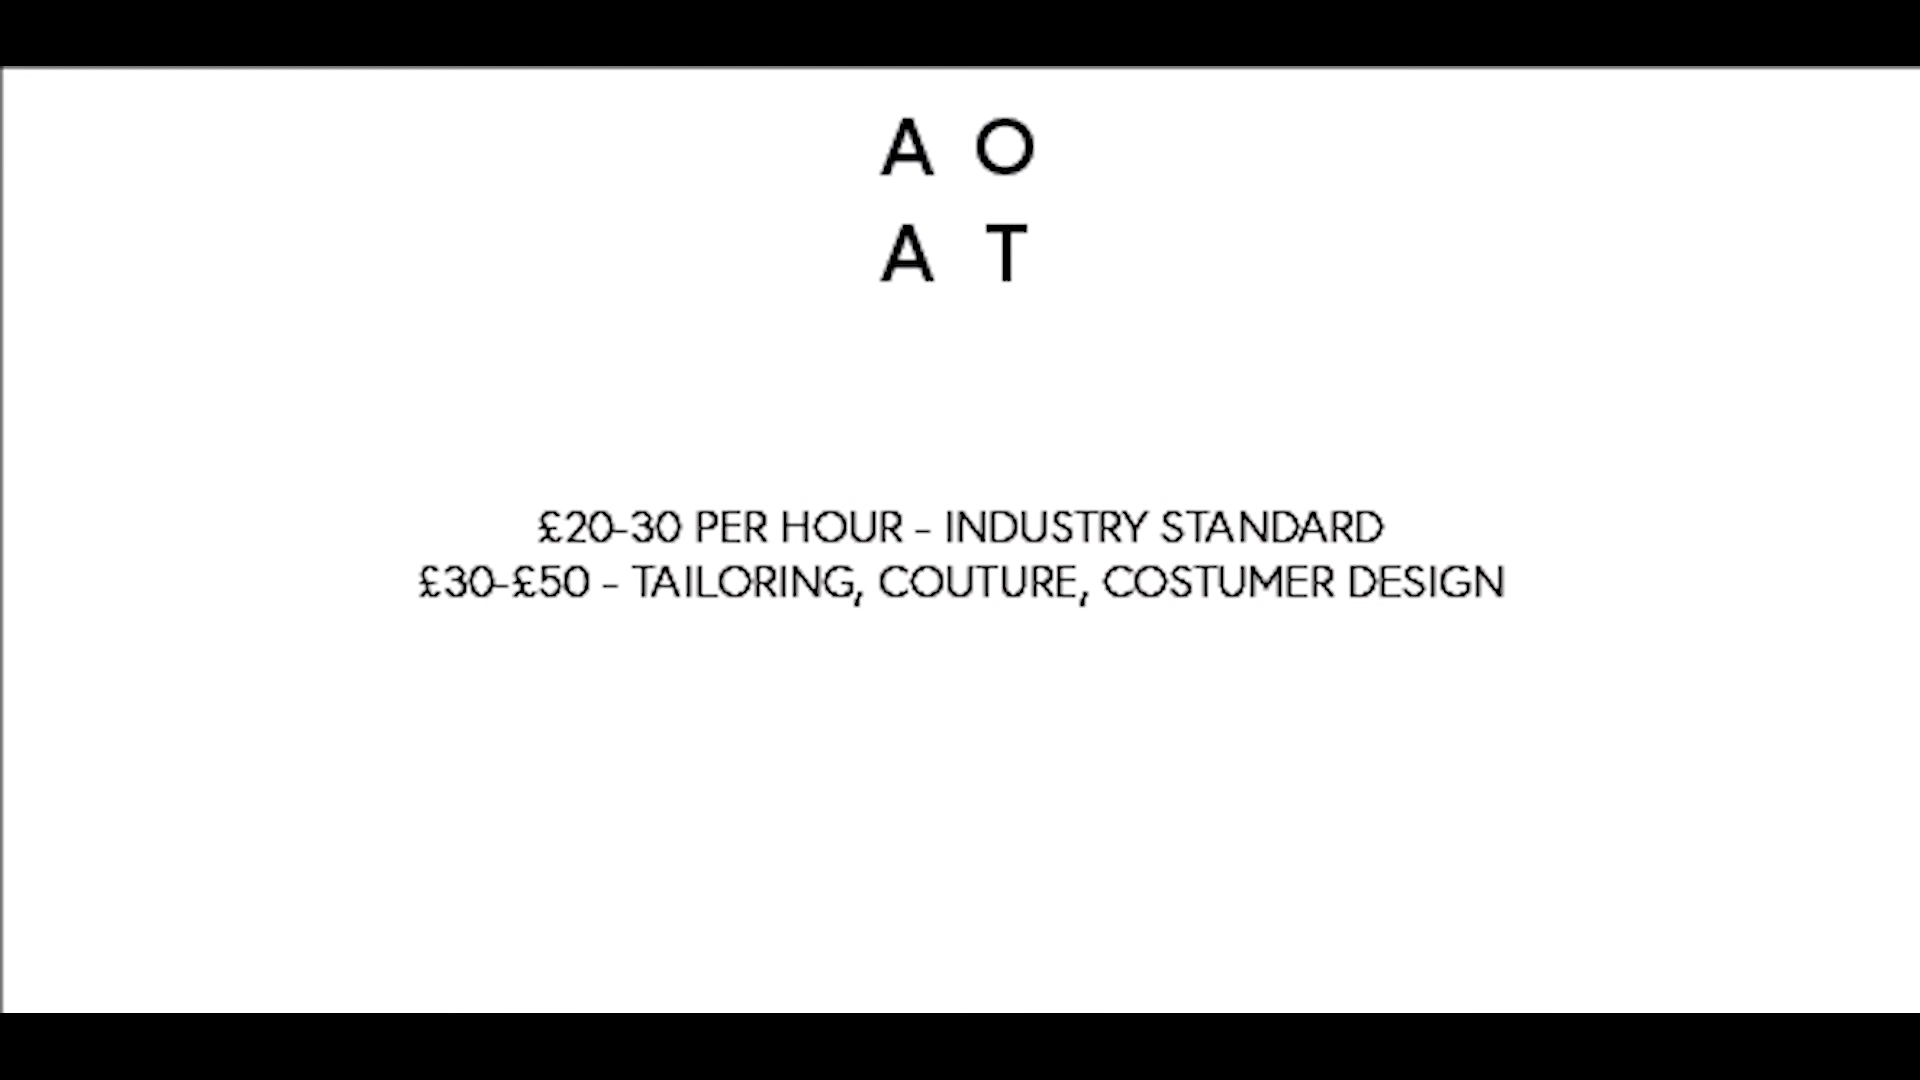 A O
A T
£20-30 PER HOUR - INDUSTRY STANDARD
£30-£50 - TAILORING, COUTURE, COSTUMER DESIGN